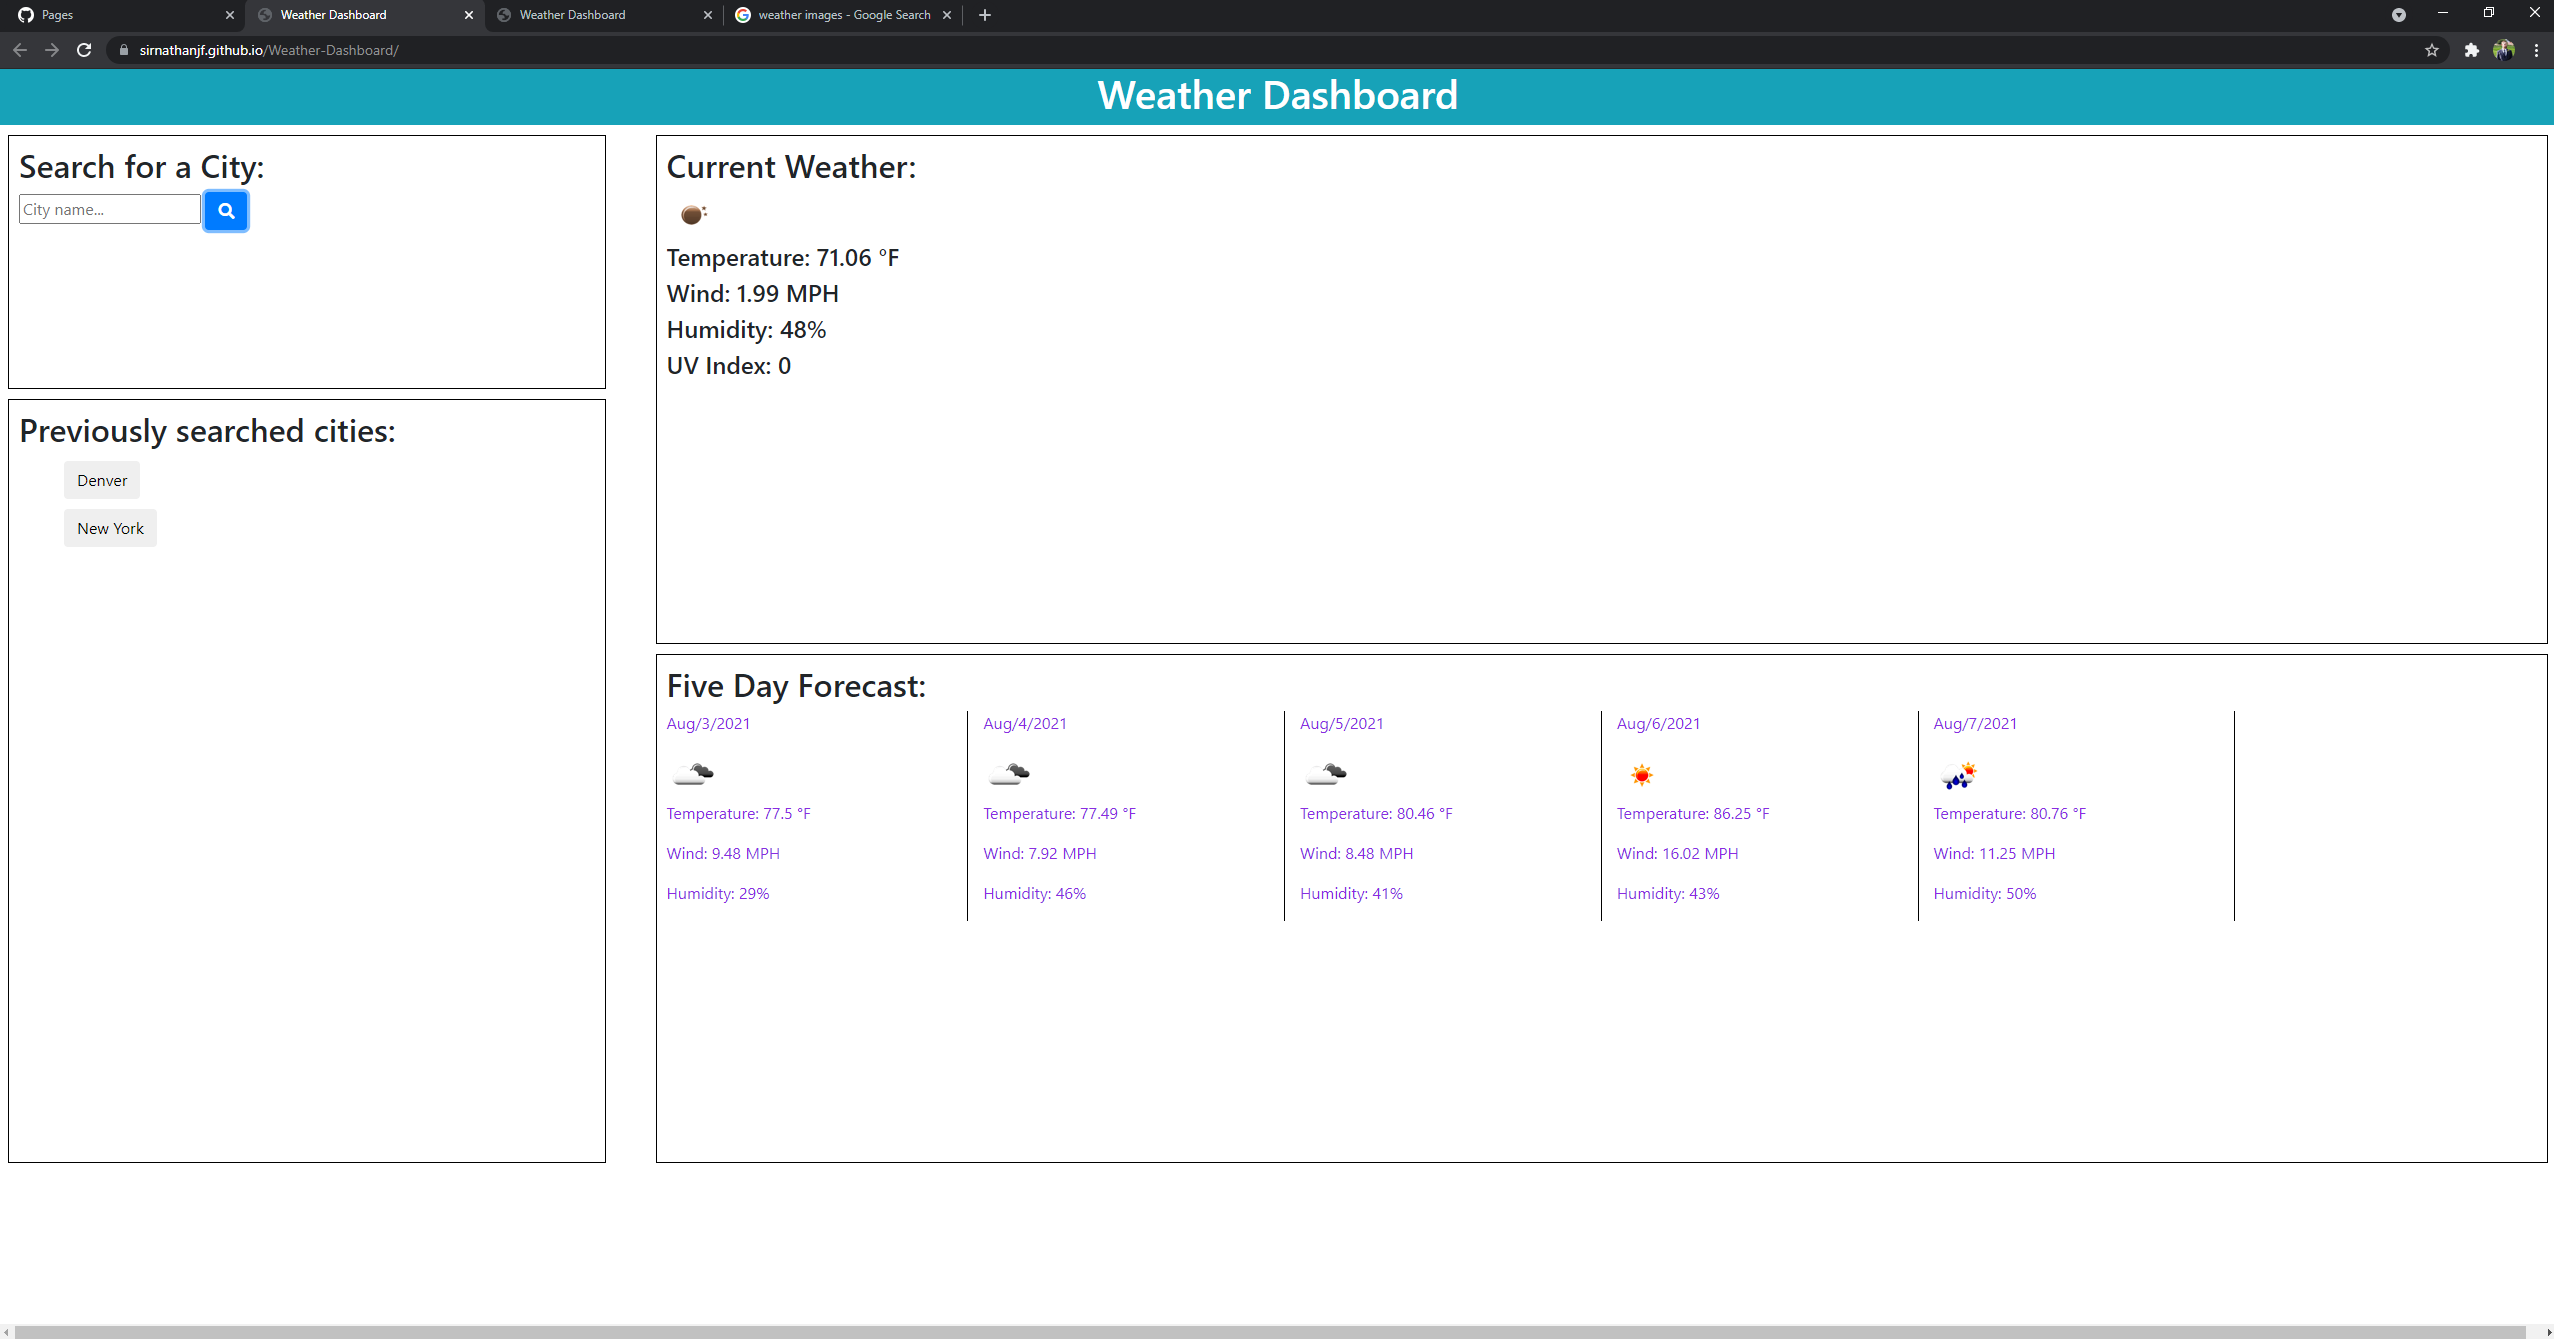 Pages
Weather Dashboard
Weather Dashboard
weather images - Google Search
sirnathanjf.github.io/Weather-Dashboard/
Weather Dashboard
Search for a City:
City name...
Previously searched cities:
Denver
New York
Current Weather:
Temperature: 71.06 °F
Wind: 1.99 MPH
Humidity: 48%
UV Index: 0
Five Day Forecast:
Aug/3/2021
Temperature: 77.5 °F
Wind: 9.48 MPH
Humidity: 29%
Aug/4/2021
Temperature: 77.49 °F
Wind: 7.92 MPH
Humidity: 46%
Aug/5/2021
Temperature: 80.46 °F
Wind: 8.48 MPH
Humidity: 41%
Aug/6/2021
Temperature: 86.25 °F
Wind: 16.02 MPH
Humidity: 43%
Aug/7/2021
Temperature: 80.76 °F
Wind: 11.25 MPH
Humidity: 50%